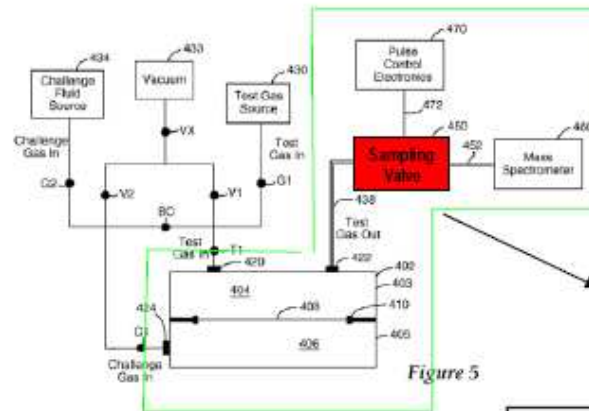 434
Challenge
Fluid
Source
433
Vacuum
430
Test Gas
Source
470
Pulse
Control
Electronics
472
450
Sampling
Valve
452
460
Mass
Spectrometer
Challenge
Gas In
VX
Test
Gas In
G2
V2
V1
G1
BC
438
Test
Gas Out
Test
Gas In
T1
420
422
402
403
404
408
410
424
405
406
C1
Challenge
Gas In
Figure 5